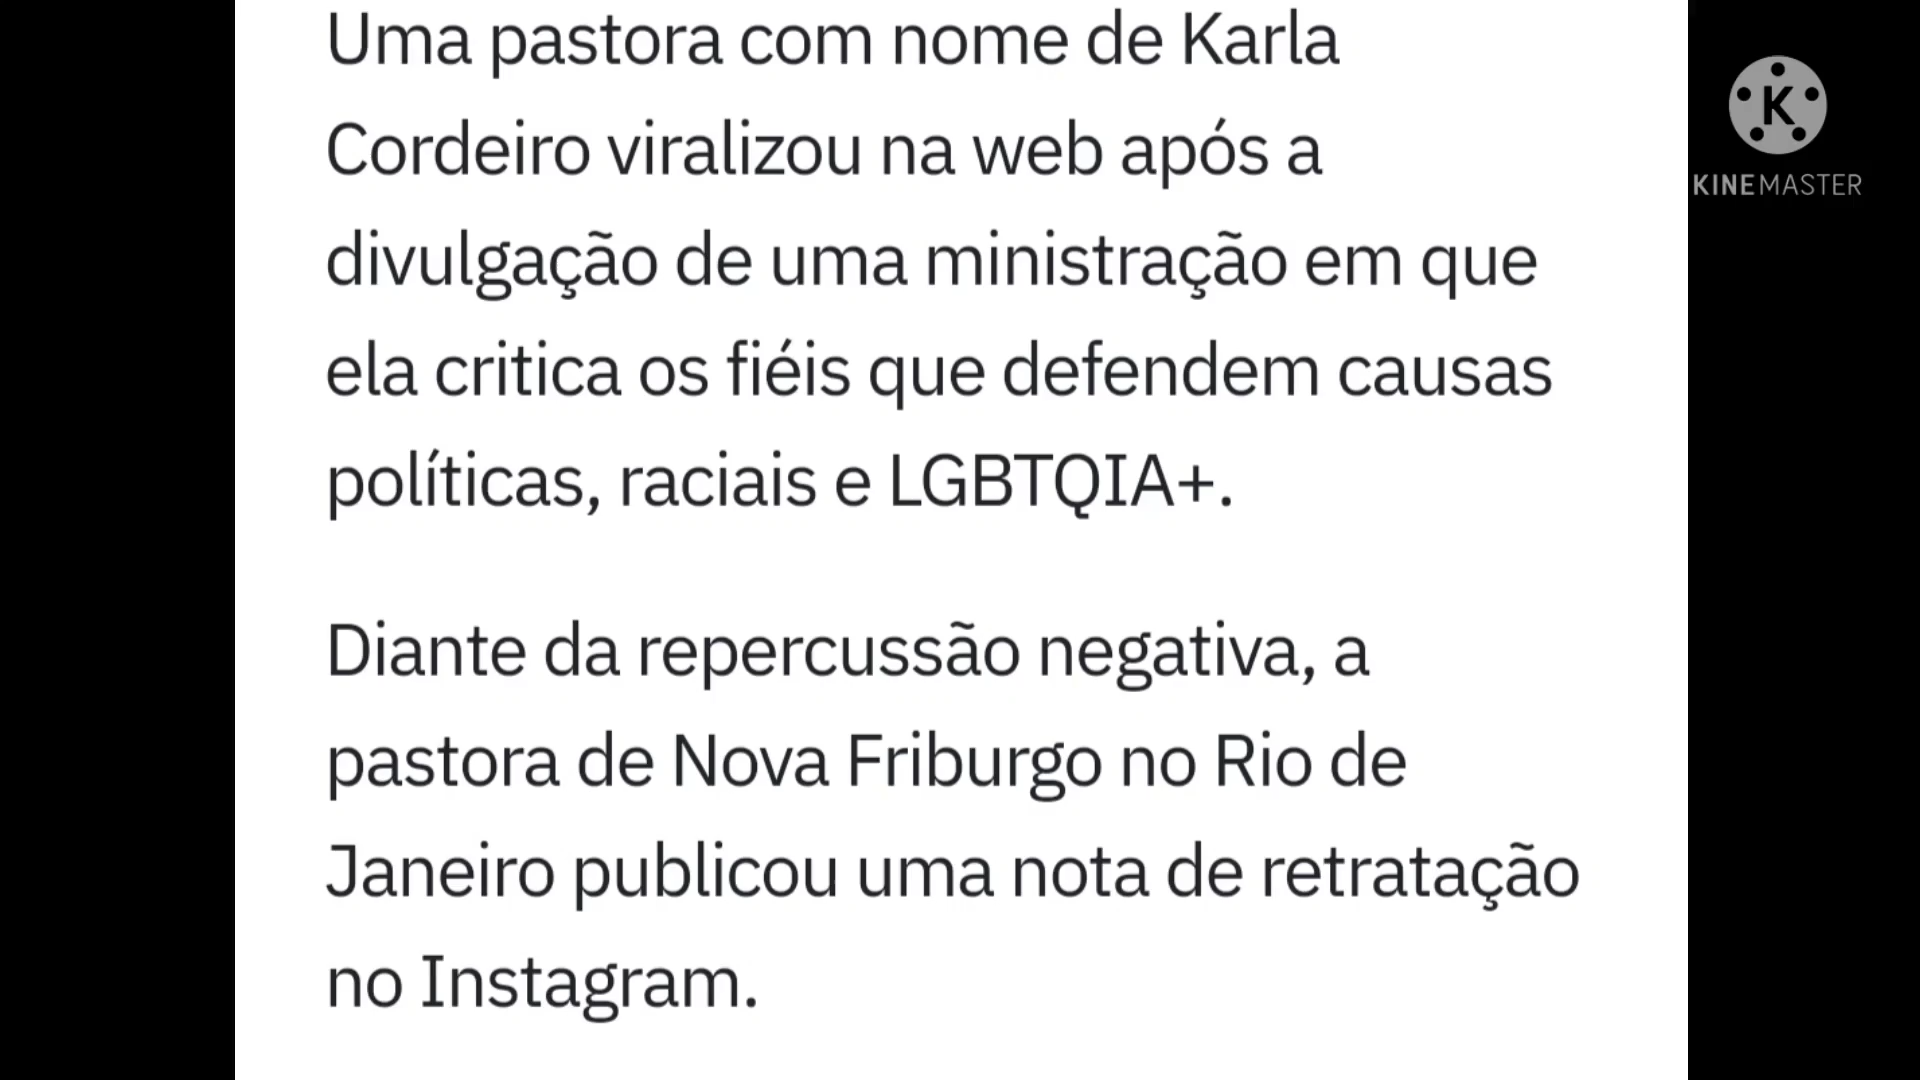 Uma pastora com nome de Karla
Cordeiro viralizou na web após a
divulgação de uma ministração em que
ela critica os fiéis que defendem causas
políticas, raciais e LGBTQIA+.
Diante da repercussão negativa, a
pastora de Nova Friburgo no Rio de
Janeiro publicou uma nota de retratação
no Instagram.
K
KINEMASTER